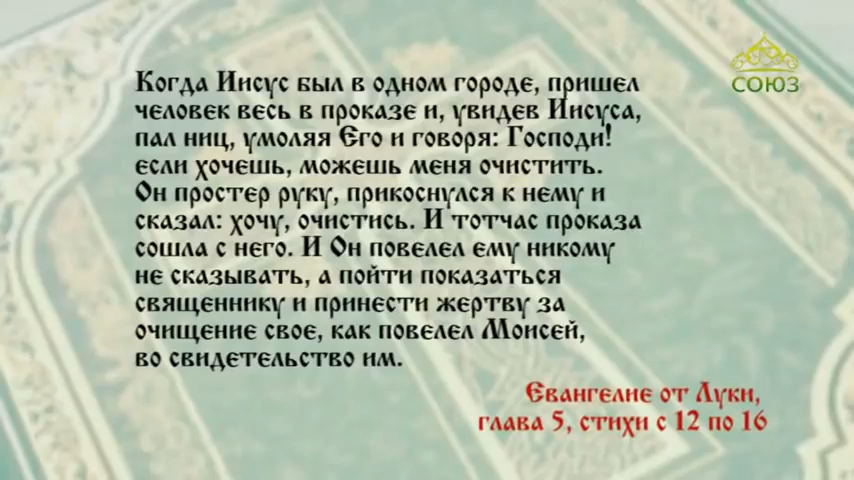 СОЮЗ
Когда Иисус был в одном городе, пришел
человек весь в проказе и, увидев Иисуса,
пал ниц, умоляя Его и говоря: Господи!
если хочешь, можешь меня очистить.
Он простер руку, прикоснулся к нему и
сказал: хочу, очистись. И тотчас проказа
сошла с него. И Он повелел ему никому
не сказывать, а пойти показаться
священнику и принести жертву за
очищение свое, как повелел Моисей,
во свидетельство им.
Евангелие от Луки,
глава 5, стихи с 12 по 16